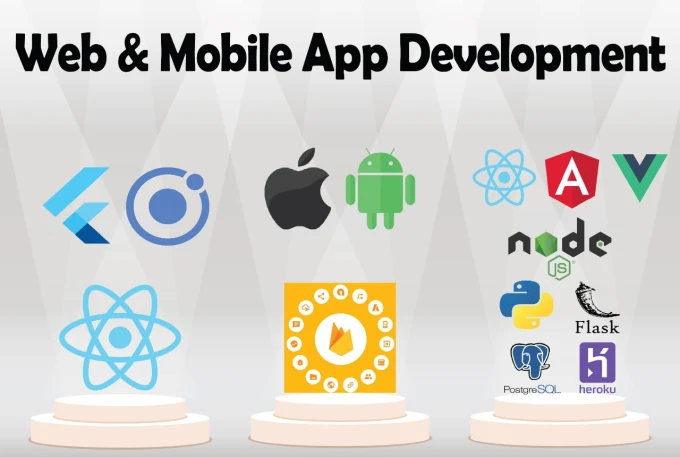 Web & Mobile App Development
A
node
JS
Flask
PostgreSQL
heroku